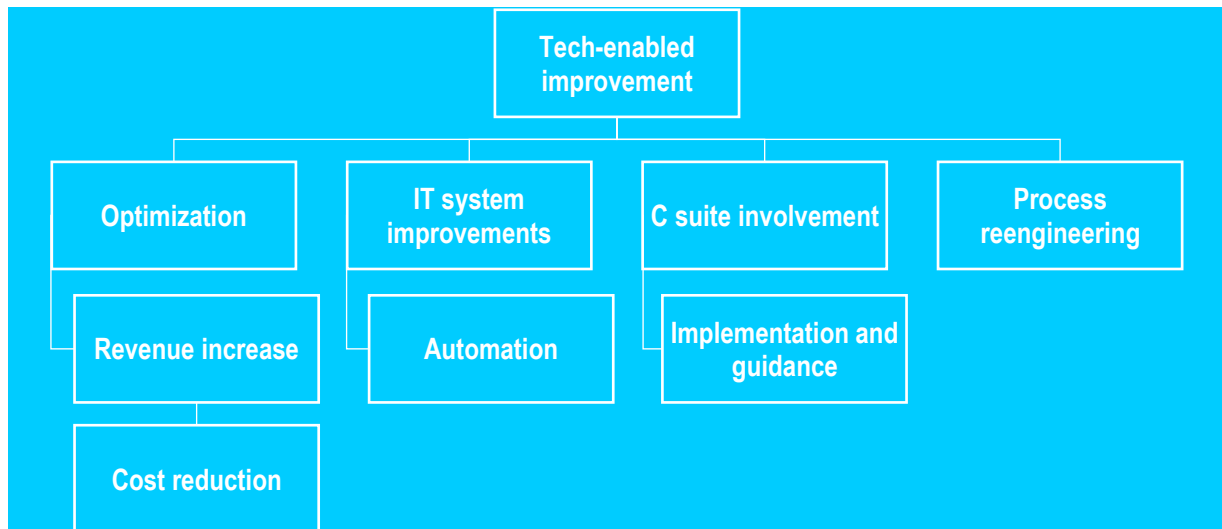 Tech-enabled
improvement
Optimization
IT system
improvements
C suite involvement
Process
reengineering
Revenue increase
Automation
Implementation and
guidance
Cost reduction